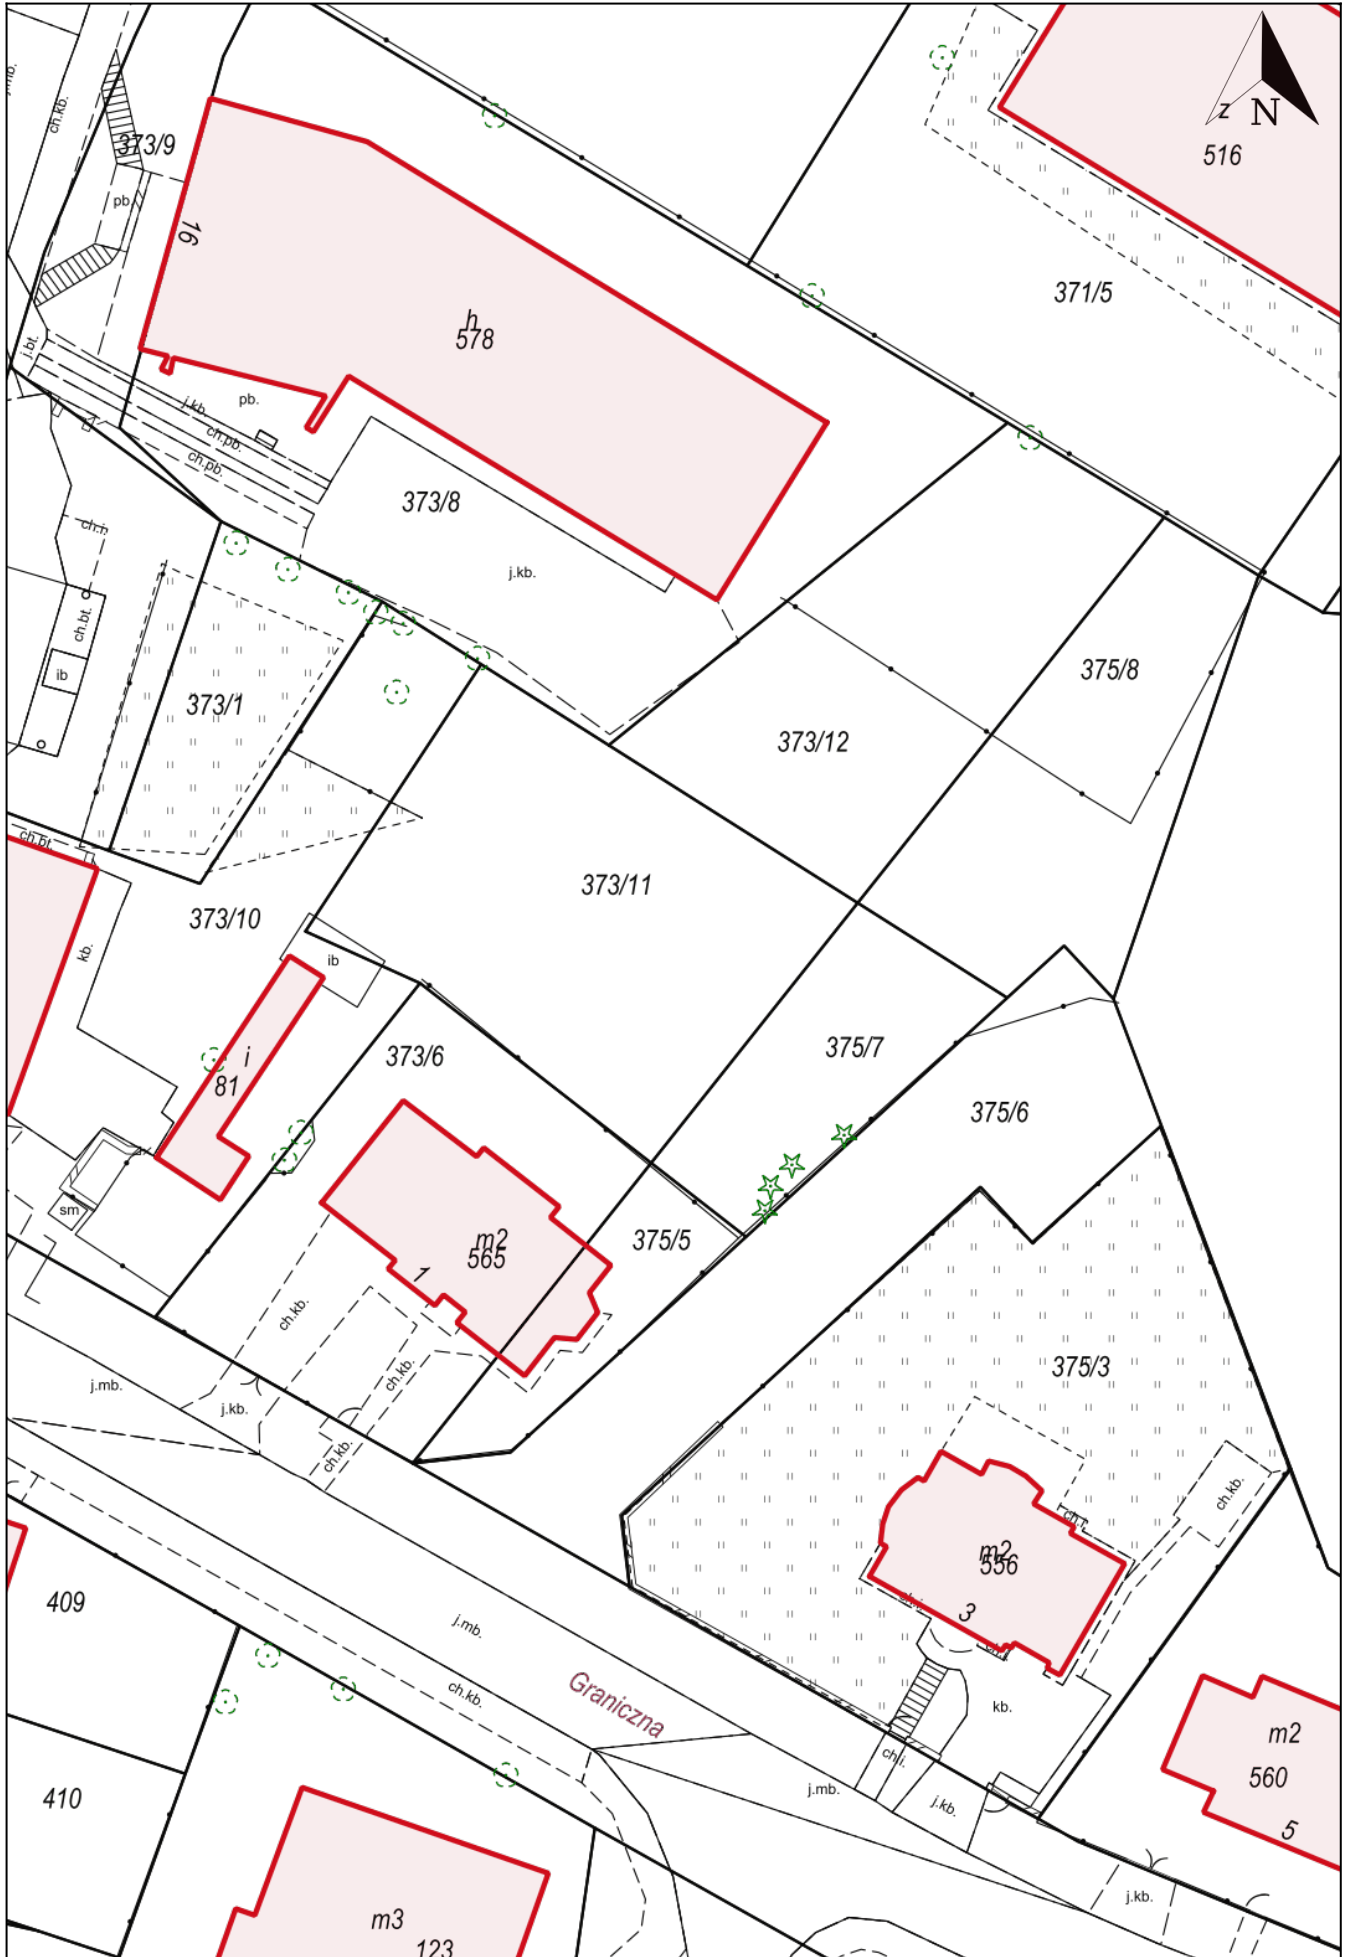 j.mb.
ch.kb.
373/9
pb.
16
z
N
516
371/5
h
578
j.bt.
j.kb.
pb.
ch.pb.
ch.pb.
373/8
j.kb.
ch.i.
ch.bt.
ib
373/1
375/8
373/12
ch.bt.
373/11
373/10
kb.
ib
i
81
373/6
375/7
375/6
sm
m2
565
1
375/5
ch.kb.
ch.kb.
j.mb.
j.kb.
ch.kb.
375/3
ch.kb.
ch.i.
m2
556
ch.i.
3
ch.i.
409
j.mb.
ch.kb.
Graniczna
kb.
m2
560
5
410
ch.i.
j.mb.
j.kb.
j.kb.
m3
123